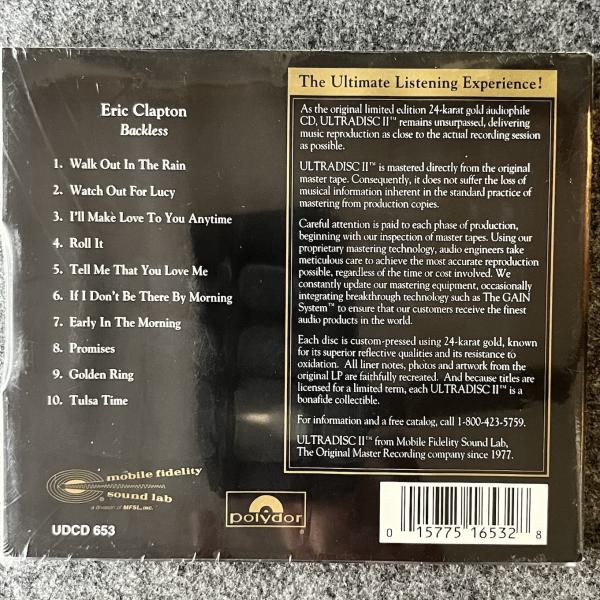 Eric Clapton
Backless
1. Walk Out In The Rain
2. Watch Out For Lucy
3. I'll Make Love To You Anytime
4. Roll It
5. Tell Me That You Love Me
6. If I Don't Be There By Morning
7. Early In The Morning
8. Promises
9. Golden Ring
10. Tulsa Time
mobile fidelity
sound lab
a division of MFSL, inc.
UDCD 653
polydor
The Ultimate Listening Experience!
As the original limited edition 24-karat gold audiophile
CD, ULTRADISC II™ remains unsurpassed, delivering
music reproduction as close to the actual recording session
as possible.
ULTRADISC II™ is mastered directly from the original
master tape. Consequently, it does not suffer the loss of
musical information inherent in the standard practice of
mastering from production copies.
Careful attention is paid to each phase of production,
beginning with our inspection of master tapes. Using our
proprietary mastering technology, audio engineers take
meticulous care to achieve the most accurate reproduction
possible, regardless of the time or cost involved. We
constantly update our mastering equipment, occasionally
integrating breakthrough technology such as The GAIN
System™ to ensure that our customers receive the finest
audio products in the world.
Each disc is custom-pressed using 24-karat gold, known
for its superior reflective qualities and its resistance to
oxidation. All liner notes, photos and artwork from the
original LP are faithfully recreated. And because titles are
licensed for a limited term, each ULTRADISC II™ is a
bonafide collectible.
For information and a free catalog, call 1-800-423-5759.
ULTRADISC II™ from Mobile Fidelity Sound Lab,
The Original Master Recording company since 1977.
0 15775 16532 8